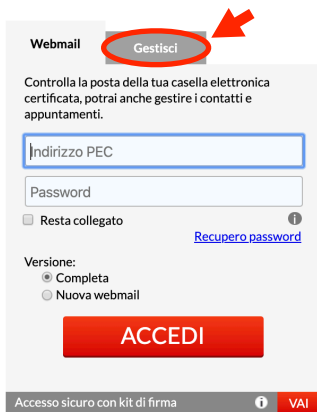 Webmail
Gestisci
Controlla la posta della tua casella elettronica
certificata, potrai anche gestire i contatti e
appuntamenti.
Indirizzo PEC
Password
Resta collegato
i
Recupero password
Versione:
Completa
Nuova webmail
ACCEDI
Accesso sicuro con kit di firma i VAI